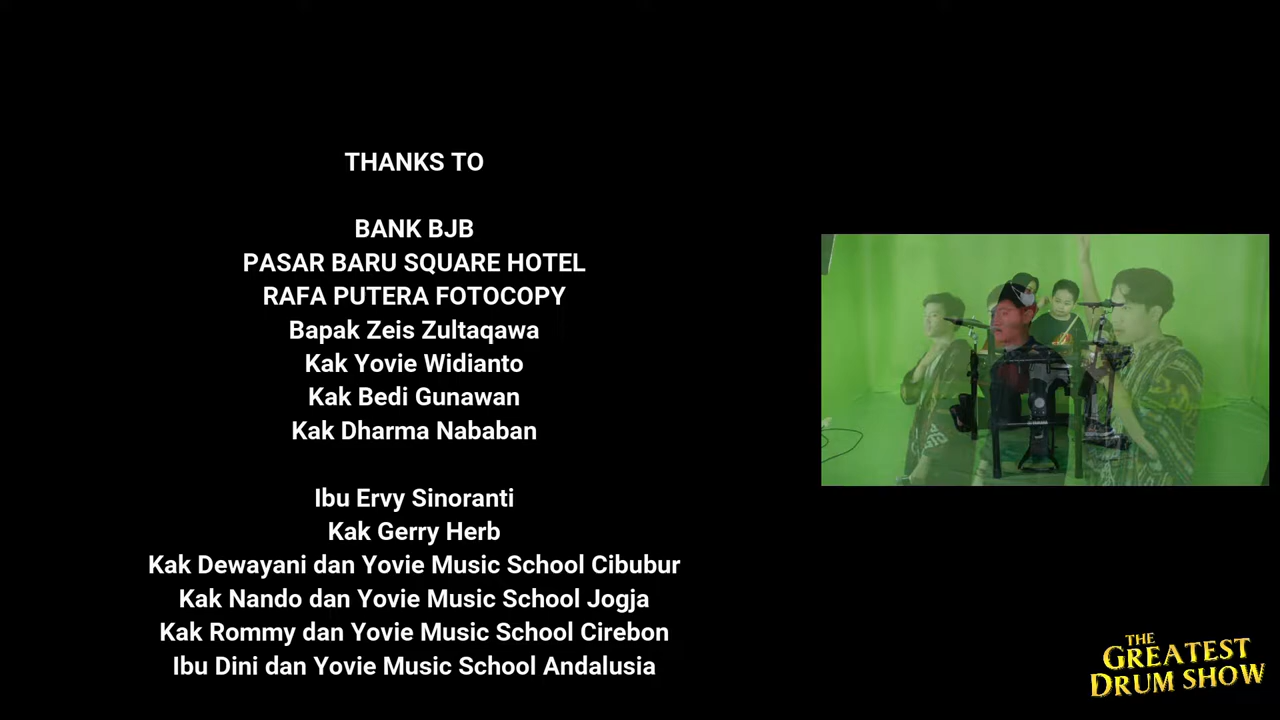 THANKS TO
BANK BJB
PASAR BARU SQUARE HOTEL
RAFA PUTERA FOTOCOPY
Bapak Zeis Zultaqawa
Kak Yovie Widianto
Kak Bedi Gunawan
Kak Dharma Nababan
Ibu Ervy Sinoranti
Kak Gerry Herb
Kak Dewayani dan Yovie Music School Cibubur
Kak Nando dan Yovie Music School Jogja
Kak Rommy dan Yovie Music School Cirebon
Ibu Dini dan Yovie Music School Andalusia
THE
GREATEST
DRUM SHOW